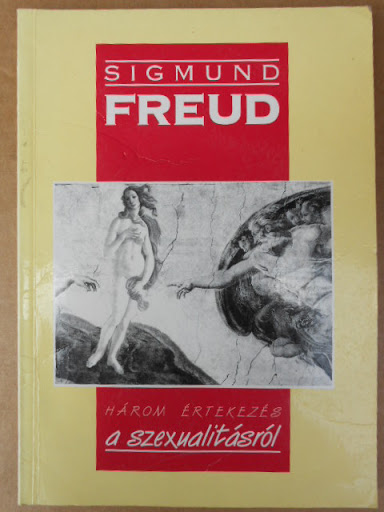 SIGMUND
FREUD
HÁROM ÉRTEKEZÉS
a szexualitásról